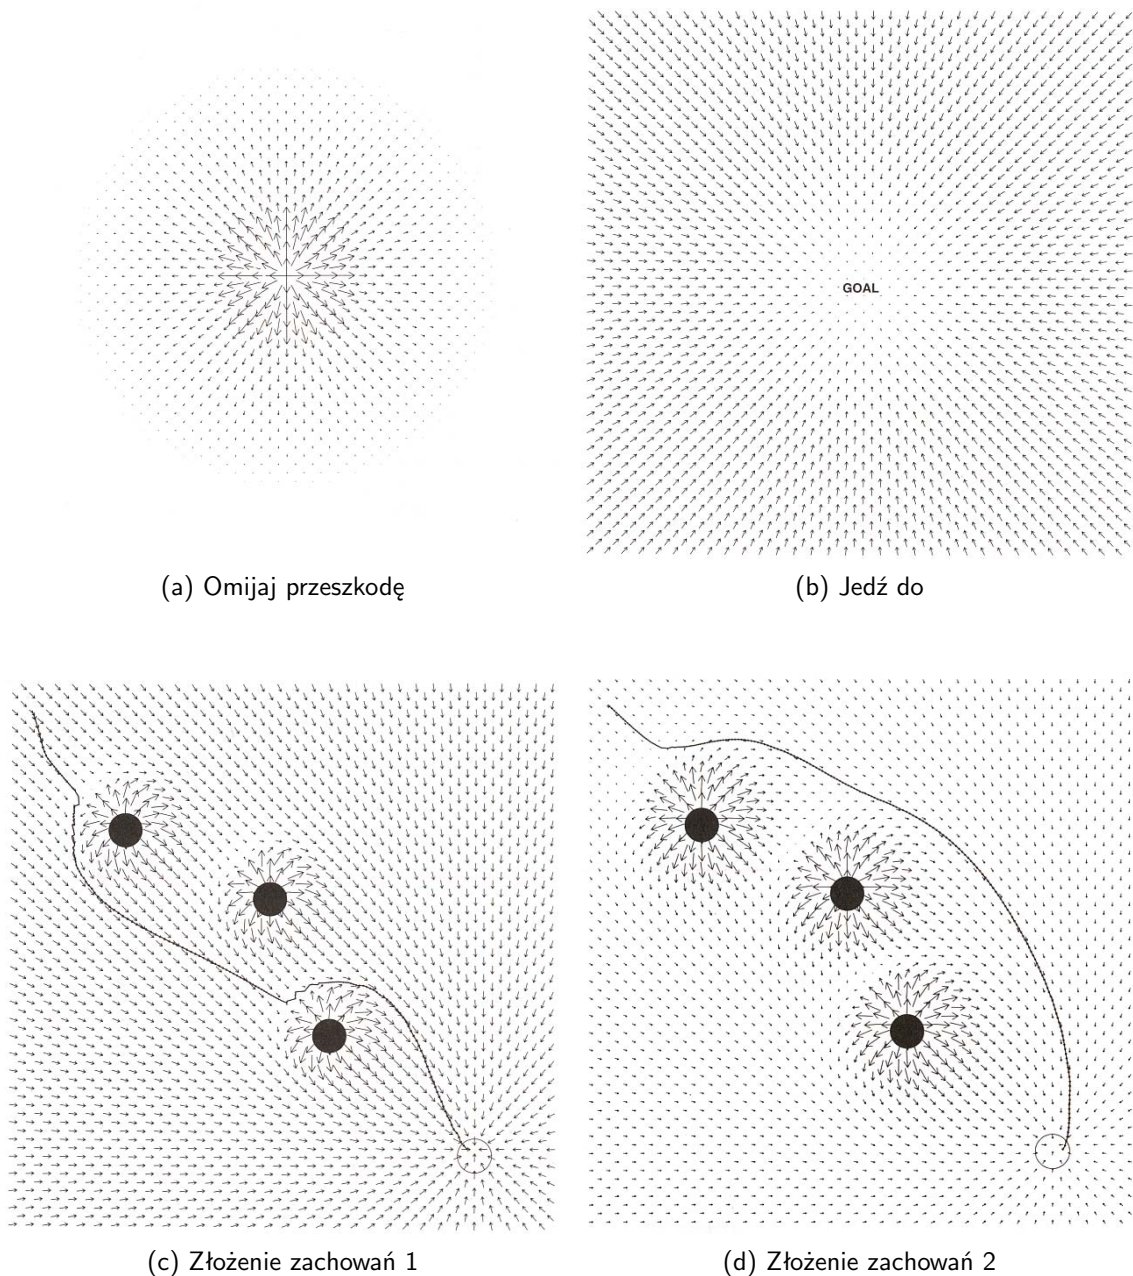 GOAL
(a) Omijaj przeszkodę
(b) Jedź do
(c) Złożenie zachowań 1
(d) Złożenie zachowań 2